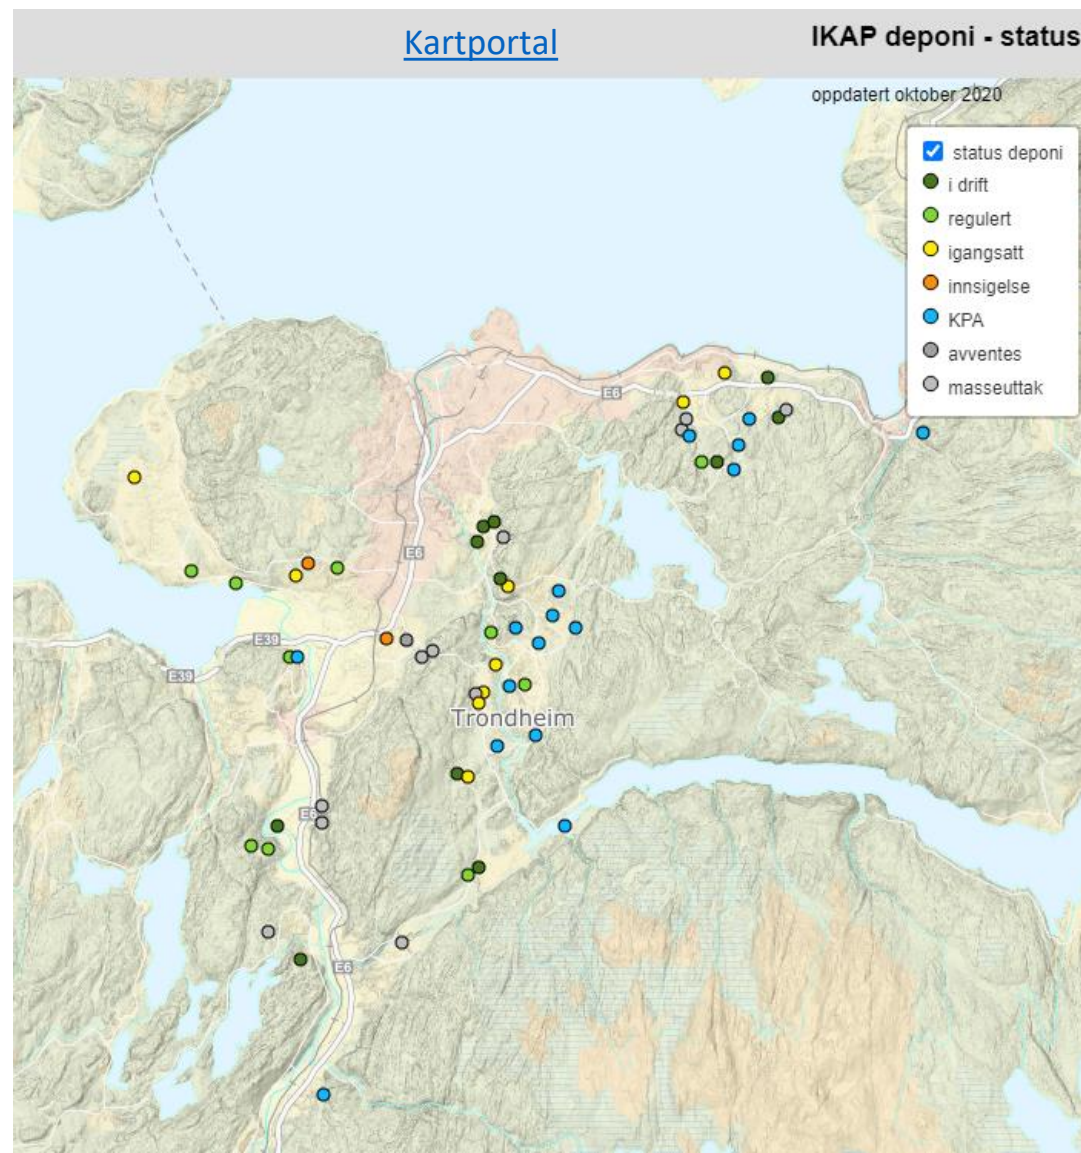 Kartportal
IKAP deponi - status
oppdatert oktober 2020
status deponi
i drift
regulert
igangsatt
innsigelse
KPA
avventes
masseuttak
E6
E6
E39
E39
Trondheim
E6
E6